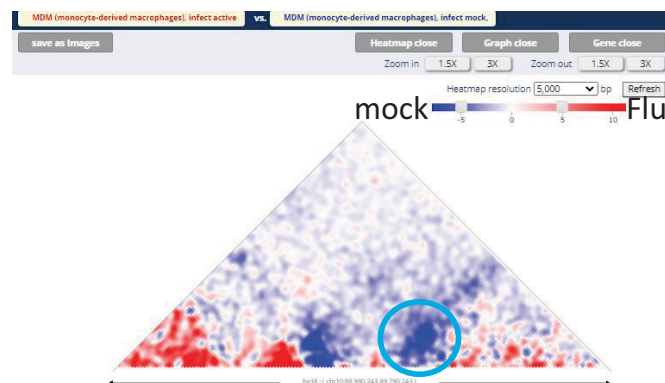 MDM (monocyte-derived macrophages), infect active vs. MDM (monocyte-derived macrophages), infect mock,
save as Images Heatmap close Graph close Gene close
Zoom in 1.5X 3X Zoom out 1.5X 3X
Heatmap resolution 5,000 bp Refresh
mock Flu
-5 0 5 10